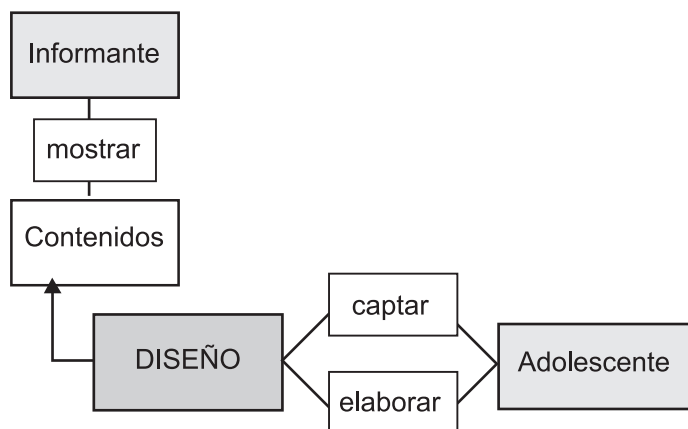 Informante
mostrar
Contenidos
captar
DISEÑO
Adolescente
elaborar